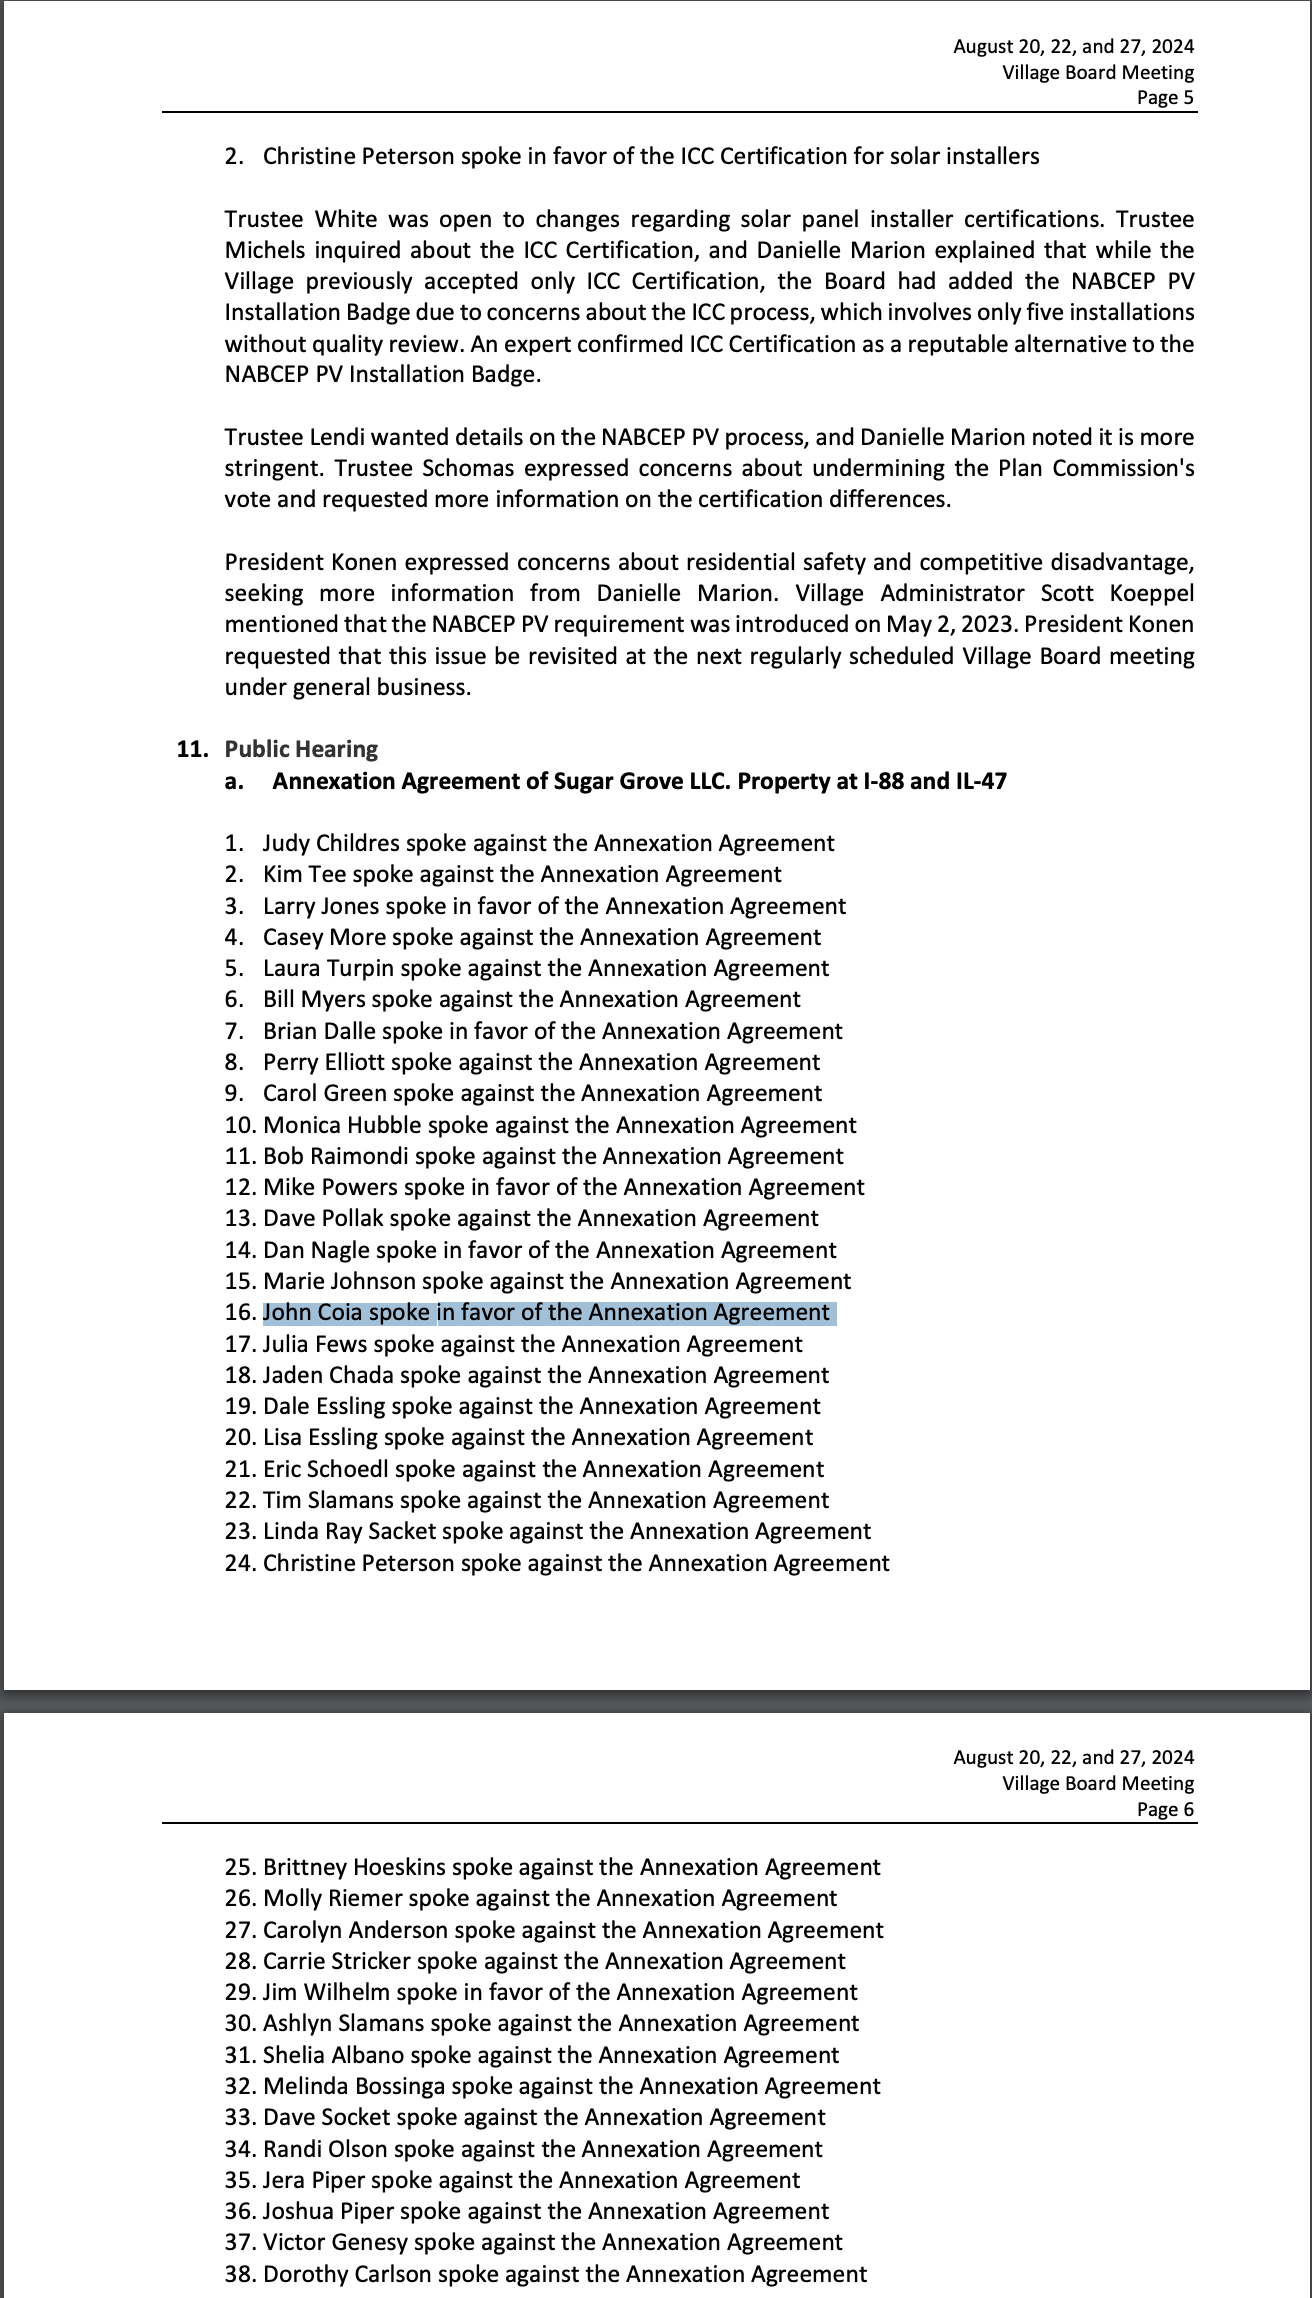 August 20, 22, and 27, 2024
Village Board Meeting
Page 5
2. Christine Peterson spoke in favor of the ICC Certification for solar installers
Trustee White was open to changes regarding solar panel installer certifications. Trustee
Michels inquired about the ICC Certification, and Danielle Marion explained that while the
Village previously accepted only ICC Certification, the Board had added the NABCEP PV
Installation Badge due to concerns about the ICC process, which involves only five installations
without quality review. An expert confirmed ICC Certification as a reputable alternative to the
NABCEP PV Installation Badge.
Trustee Lendi wanted details on the NABCEP PV process, and Danielle Marion noted it is more
stringent. Trustee Schomas expressed concerns about undermining the Plan Commission's
vote and requested more information on the certification differences.
President Konen expressed concerns about residential safety and competitive disadvantage,
seeking more information from Danielle Marion. Village Administrator Scott Koeppel
mentioned that the NABCEP PV requirement was introduced on May 2, 2023. President Konen
requested that this issue be revisited at the next regularly scheduled Village Board meeting
under general business.
11. Public Hearing
a. Annexation Agreement of Sugar Grove LLC. Property at I-88 and IL-47
1. Judy Childres spoke against the Annexation Agreement
2. Kim Tee spoke against the Annexation Agreement
3. Larry Jones spoke in favor of the Annexation Agreement
4. Casey More spoke against the Annexation Agreement
5. Laura Turpin spoke against the Annexation Agreement
6. Bill Myers spoke against the Annexation Agreement
7. Brian Dalle spoke in favor of the Annexation Agreement
8. Perry Elliott spoke against the Annexation Agreement
9. Carol Green spoke against the Annexation Agreement
10. Monica Hubble spoke against the Annexation Agreement
11. Bob Raimondi spoke against the Annexation Agreement
12. Mike Powers spoke in favor of the Annexation Agreement
13. Dave Pollak spoke against the Annexation Agreement
14. Dan Nagle spoke in favor of the Annexation Agreement
15. Marie Johnson spoke against the Annexation Agreement
16. John Coia spoke in favor of the Annexation Agreement
17. Julia Fews spoke against the Annexation Agreement
18. Jaden Chada spoke against the Annexation Agreement
19. Dale Essling spoke against the Annexation Agreement
20. Lisa Essling spoke against the Annexation Agreement
21. Eric Schoedl spoke against the Annexation Agreement
22. Tim Slamans spoke against the Annexation Agreement
23. Linda Ray Sacket spoke against the Annexation Agreement
24. Christine Peterson spoke against the Annexation Agreement
August 20, 22, and 27, 2024
Village Board Meeting
Page 6
25. Brittney Hoeskins spoke against the Annexation Agreement
26. Molly Riemer spoke against the Annexation Agreement
27. Carolyn Anderson spoke against the Annexation Agreement
28. Carrie Stricker spoke against the Annexation Agreement
29. Jim Wilhelm spoke in favor of the Annexation Agreement
30. Ashlyn Slamans spoke against the Annexation Agreement
31. Shelia Albano spoke against the Annexation Agreement
32. Melinda Bossinga spoke against the Annexation Agreement
33. Dave Socket spoke against the Annexation Agreement
34. Randi Olson spoke against the Annexation Agreement
35. Jera Piper spoke against the Annexation Agreement
36. Joshua Piper spoke against the Annexation Agreement
37. Victor Genesy spoke against the Annexation Agreement
38. Dorothy Carlson spoke against the Annexation Agreement